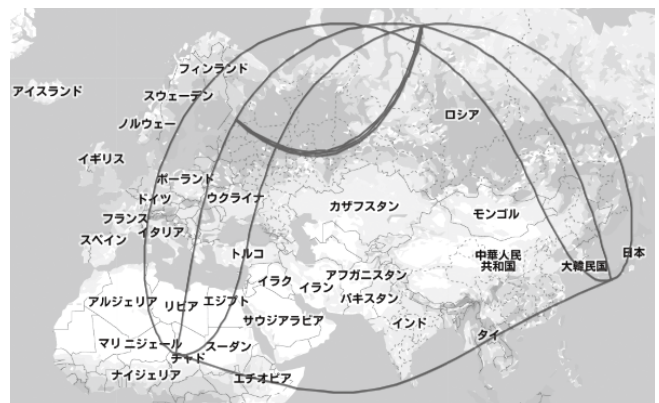 フィンランド
アイスランド
スウェーデン
ロシア
ノルウェー
イギリス
ポーランド
ドイツ
ウクライナ
カザフスタン
モンゴル
フランス
イタリア
スペイン
トルコ
日本
中華人民
共和国
大韓民国
イラク
アフガニスタン
イラン
パキスタン
アルジェリア
リビア
エジプト
サウジアラビア
インド
タイ
マリ
ニジェール
スーダン
チャド
ナイジェリア
エチオピア